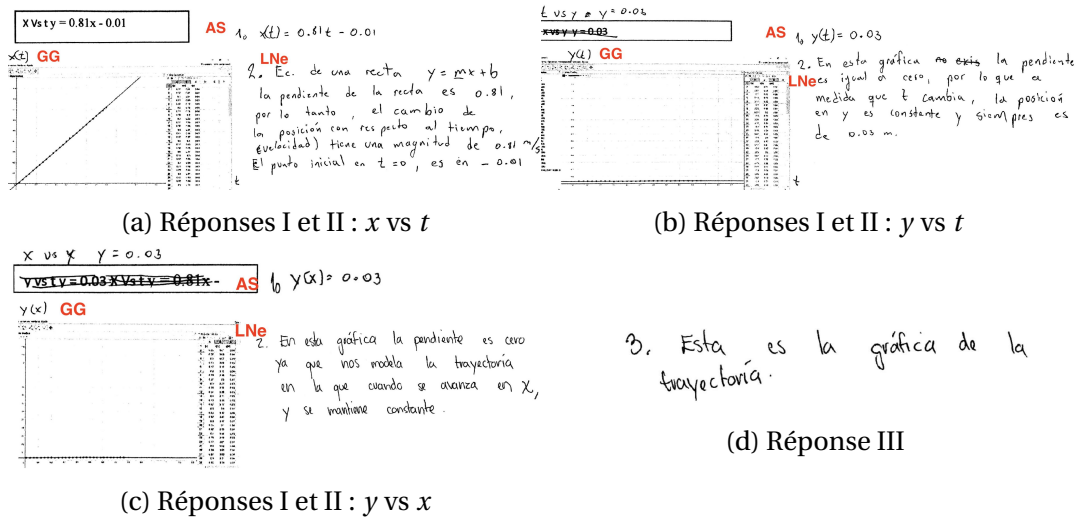 X Vs t y = 0.81x - 0.01
AS 1. x(t) = 0.81t - 0.01
x(t) GG
LNe
2. Ec. de una recta y = mx + b
la pendiente de la recta es 0.81,
por lo tanto, el cambio de
la posición con respecto al tiempo,
(velocidad) tiene una magnitud de 0.81 m/s
El punto inicial en t=0, es en - 0.01
t
(a) Réponses I et II : x vs t
t vs y y = 0.03
x vs y y = 0.03
AS 1. y(t) = 0.03
y(t) GG
LNe
2. En esta gráfica no exis la pendiente
es igual a cero, por lo que a
medida que t cambia, la posición
en y es constante y siempres es
de 0.03 m.
t
(b) Réponses I et II : y vs t
x vs y y = 0.03
y vs t y = 0.03 X Vs t y = 0.81x -
AS 1. y(x) = 0.03
y(x) GG
LNe
2. En esta gráfica la pendiente es cero
ya que nos modela la trayectoria
en la que cuando se avanza en x,
y se mantiene constante.
(c) Réponses I et II : y vs x
3. Esta es la gráfica de la
trayectoria.
(d) Réponse III